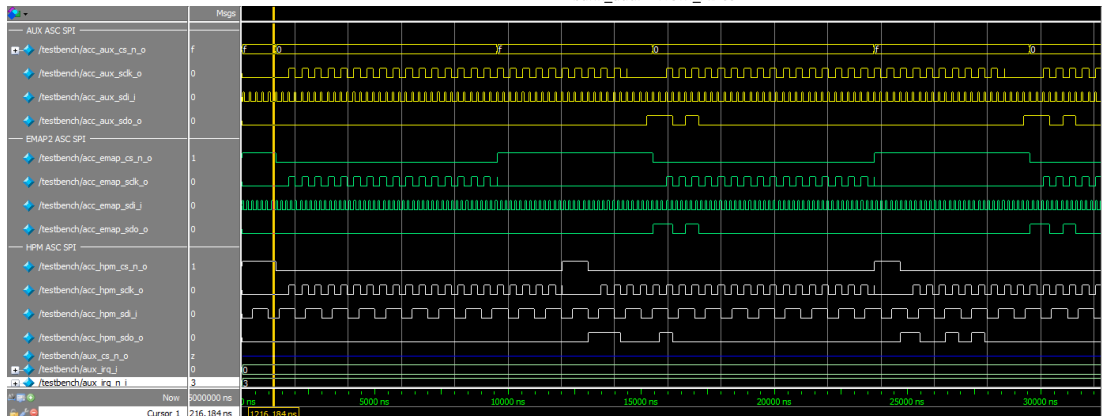 Msgs
AUX ASC SPI
/testbench/acc_aux_cs_n_o f f 0 f 0 f 0
/testbench/acc_aux_sclk_o 0
/testbench/acc_aux_sdi_i 0
/testbench/acc_aux_sdo_o 0
EMAP2 ASC SPI
/testbench/acc_emap_cs_n_o 1
/testbench/acc_emap_sclk_o 0
/testbench/acc_emap_sdi_i 0
/testbench/acc_emap_sdo_o 0
HPM ASC SPI
/testbench/acc_hpm_cs_n_o 1
/testbench/acc_hpm_sclk_o 0
/testbench/acc_hpm_sdi_i 0
/testbench/acc_hpm_sdo_o 0
/testbench/aux_cs_n_o z
/testbench/aux_irq_i 0 0
/testbench/aux_irq_n_i 3 3
Now 5000000 ns ns 5000 ns 10000 ns 15000 ns 20000 ns 25000 ns 30000 ns
Cursor 1 216.184 ns 1216.184 ns